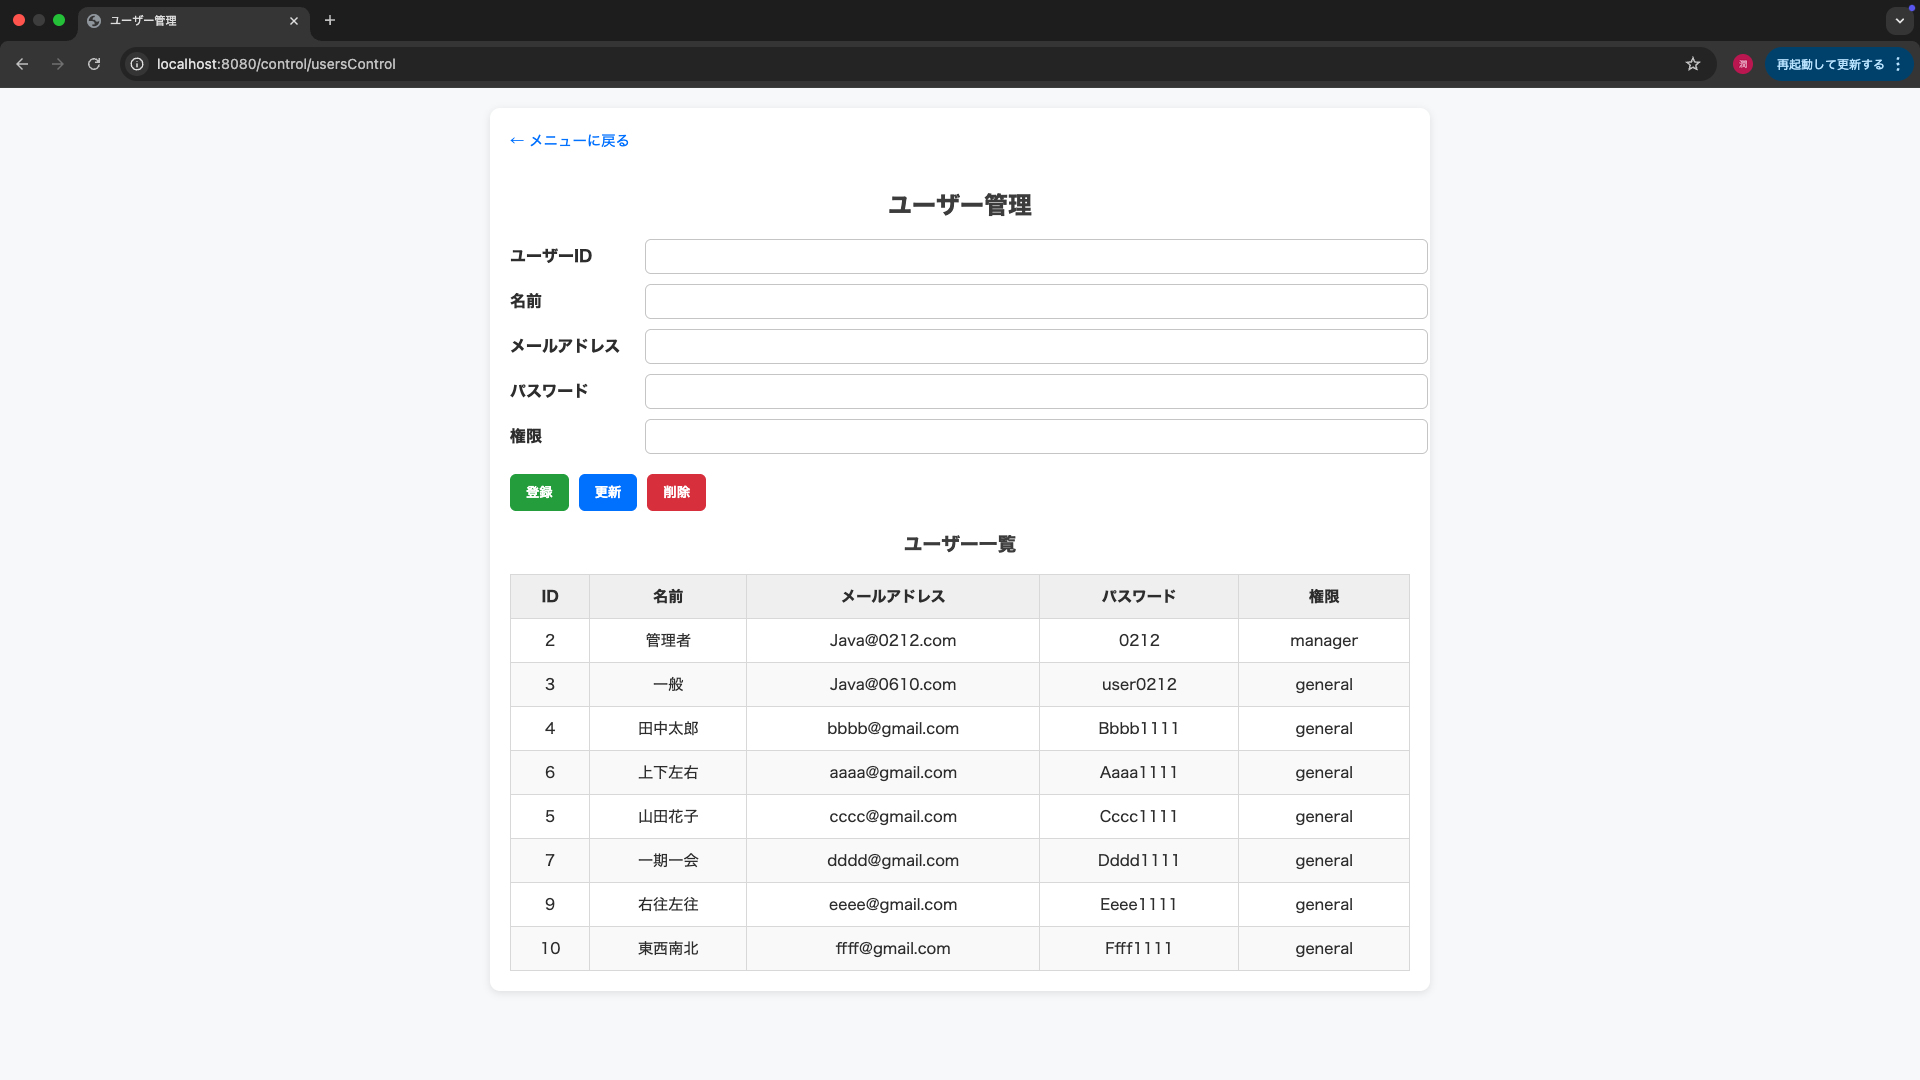 ユーザー管理
localhost:8080/control/usersControl
潤
再起動して更新する
← メニューに戻る
ユーザー管理
ユーザーID
名前
メールアドレス
パスワード
権限
登録 更新 削除
ユーザー一覧
ID 名前 メールアドレス パスワード 権限
2 管理者 Java@0212.com 0212 manager
3 一般 Java@0610.com user0212 general
4 田中太郎 bbbb@gmail.com Bbbb1111 general
6 上下左右 aaaa@gmail.com Aaaa1111 general
5 山田花子 cccc@gmail.com Cccc1111 general
7 一期一会 dddd@gmail.com Dddd1111 general
9 右往左往 eeee@gmail.com Eeee1111 general
10 東西南北 ffff@gmail.com Ffff1111 general